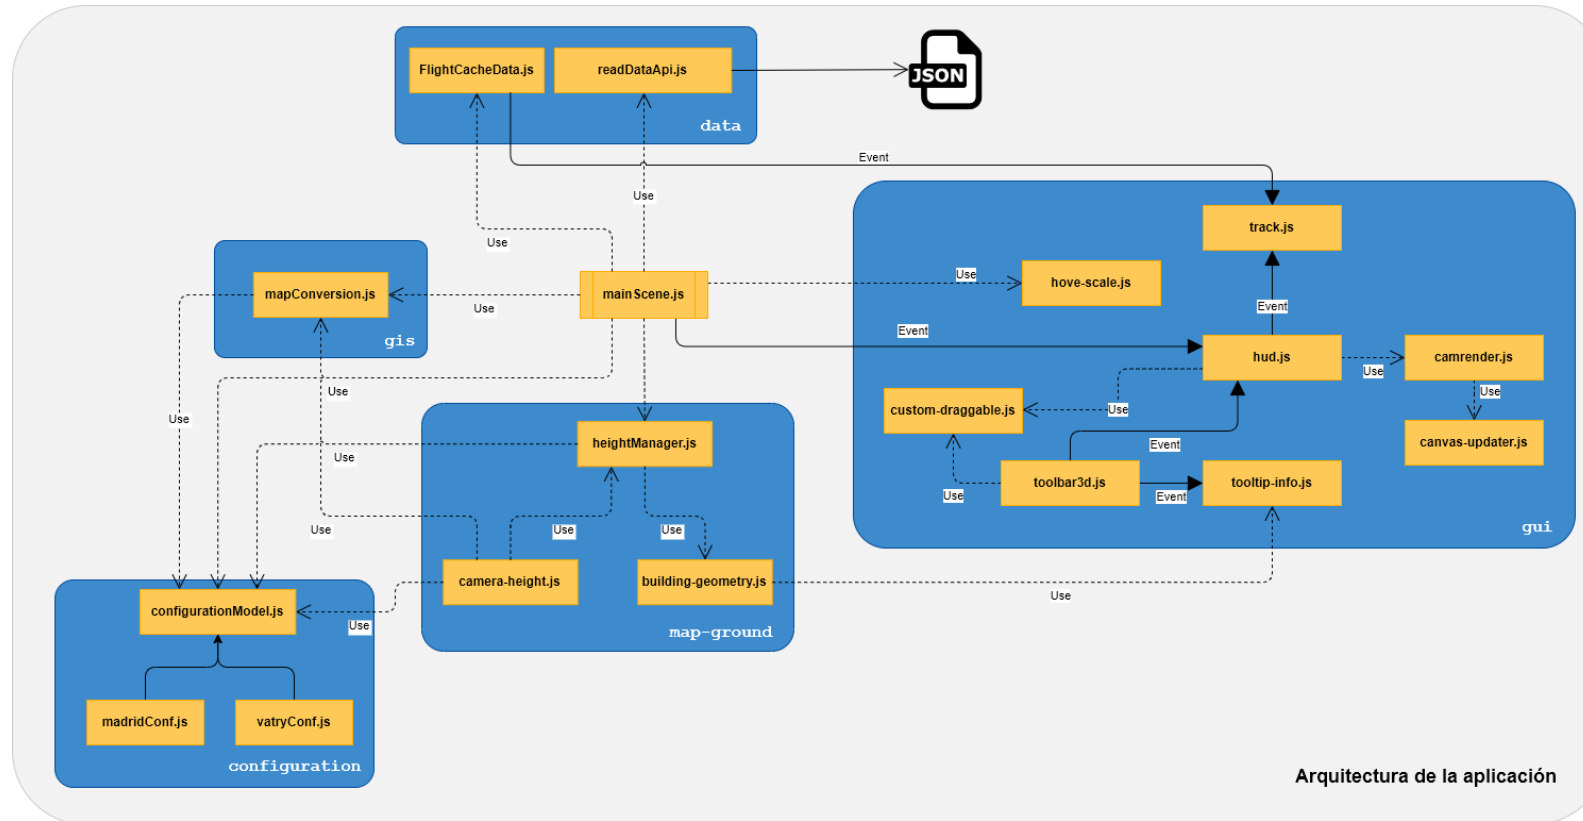 FlightCacheData.js
readDataApi.js
JSON
data
Event
Use
Use
track.js
mapConversion.js
gis
Use
mainScene.js
Use
hove-scale.js
Event
Event
hud.js
Use
camrender.js
Use
canvas-updater.js
custom-draggable.js
Use
Event
Use
toolbar3d.js
Event
tooltip-info.js
gui
Use
Use
Use
heightManager.js
Use
Use
Use
camera-height.js
building-geometry.js
map-ground
Use
Use
configurationModel.js
madridConf.js
vatryConf.js
configuration
Arquitectura de la aplicación